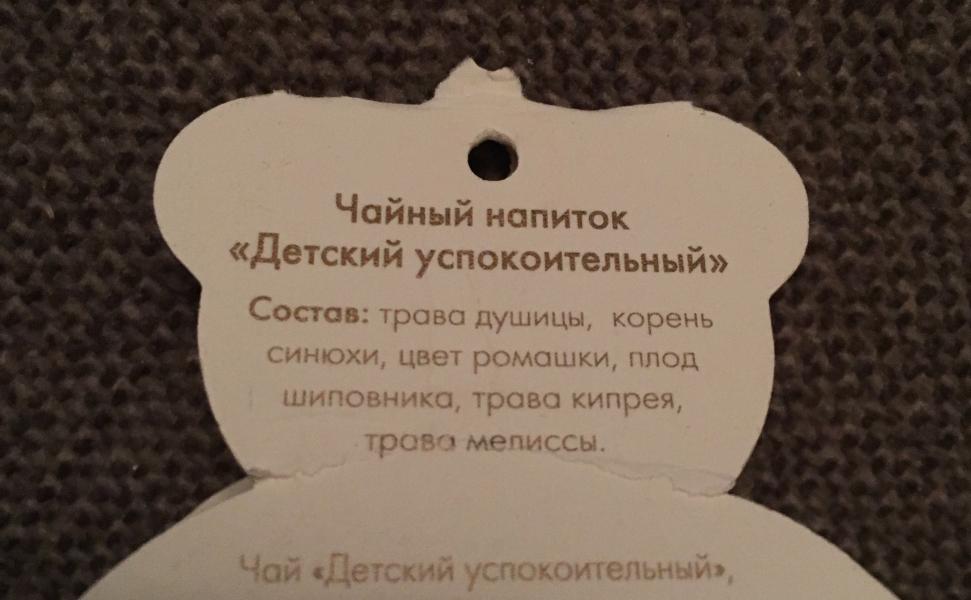 Чайный напиток
«Детский успокоительный»
Состав: трава душицы, корень
синюхи, цвет ромашки, плод
шиповника, трава кипрея,
трава мелиссы.
Чай «Детский успокоительный»,